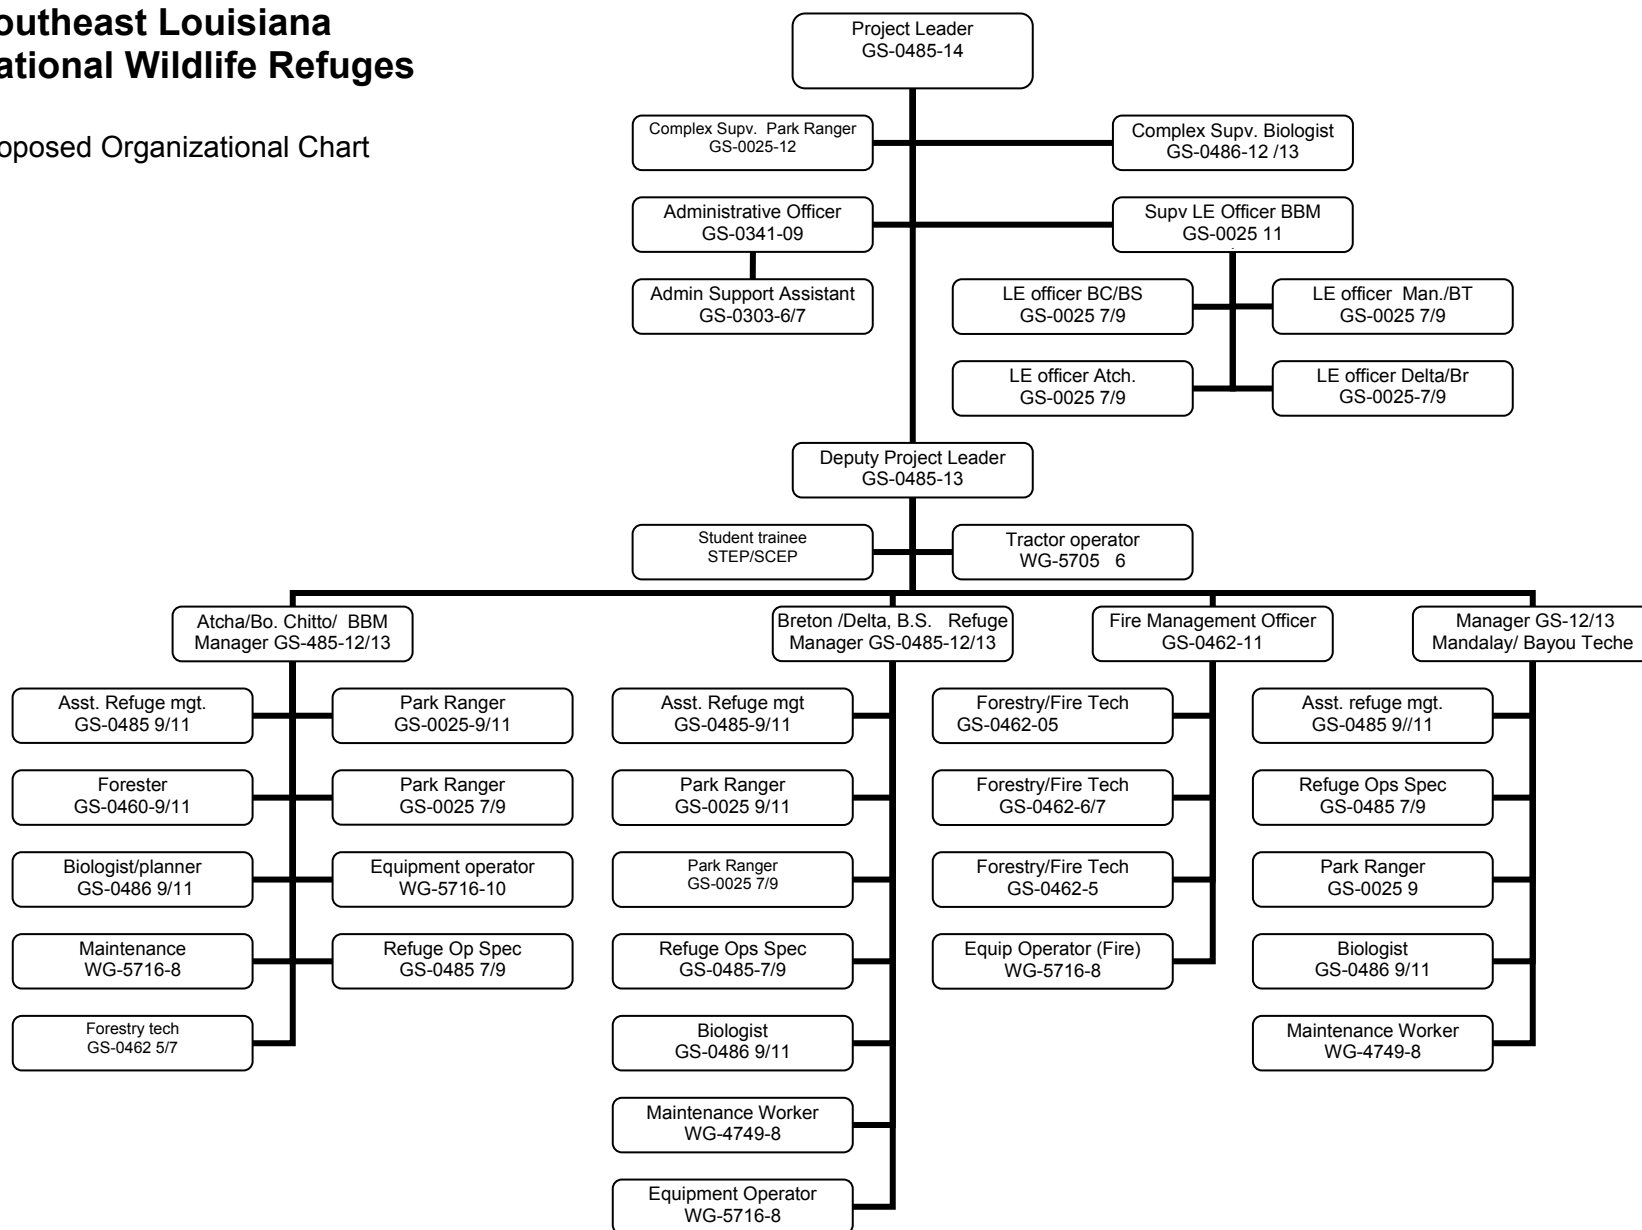 outheast Louisiana
ational Wildlife Refuges
oposed Organizational Chart
Project Leader
GS-0485-14
Complex Supv. Park Ranger
GS-0025-12
Complex Supv. Biologist
GS-0486-12 /13
Administrative Officer
GS-0341-09
Supv LE Officer BBM
GS-0025 11
Admin Support Assistant
GS-0303-6/7
LE officer BC/BS
GS-0025 7/9
LE officer Man./BT
GS-0025 7/9
LE officer Atch.
GS-0025 7/9
LE officer Delta/Br
GS-0025-7/9
Deputy Project Leader
GS-0485-13
Student trainee
STEP/SCEP
Tractor operator
WG-5705 6
Atcha/Bo. Chitto/ BBM
Manager GS-485-12/13
Breton /Delta, B.S. Refuge
Manager GS-0485-12/13
Fire Management Officer
GS-0462-11
Manager GS-12/13
Mandalay/ Bayou Teche
Asst. Refuge mgt.
GS-0485 9/11
Park Ranger
GS-0025-9/11
Asst. Refuge mgt
GS-0485-9/11
Forestry/Fire Tech
GS-0462-05
Asst. refuge mgt.
GS-0485 9//11
Forester
GS-0460-9/11
Park Ranger
GS-0025 7/9
Park Ranger
GS-0025 9/11
Forestry/Fire Tech
GS-0462-6/7
Refuge Ops Spec
GS-0485 7/9
Biologist/planner
GS-0486 9/11
Equipment operator
WG-5716-10
Park Ranger
GS-0025 7/9
Forestry/Fire Tech
GS-0462-5
Park Ranger
GS-0025 9
Maintenance
WG-5716-8
Refuge Op Spec
GS-0485 7/9
Refuge Ops Spec
GS-0485-7/9
Equip Operator (Fire)
WG-5716-8
Biologist
GS-0486 9/11
Forestry tech
GS-0462 5/7
Biologist
GS-0486 9/11
Maintenance Worker
WG-4749-8
Maintenance Worker
WG-4749-8
Equipment Operator
WG-5716-8